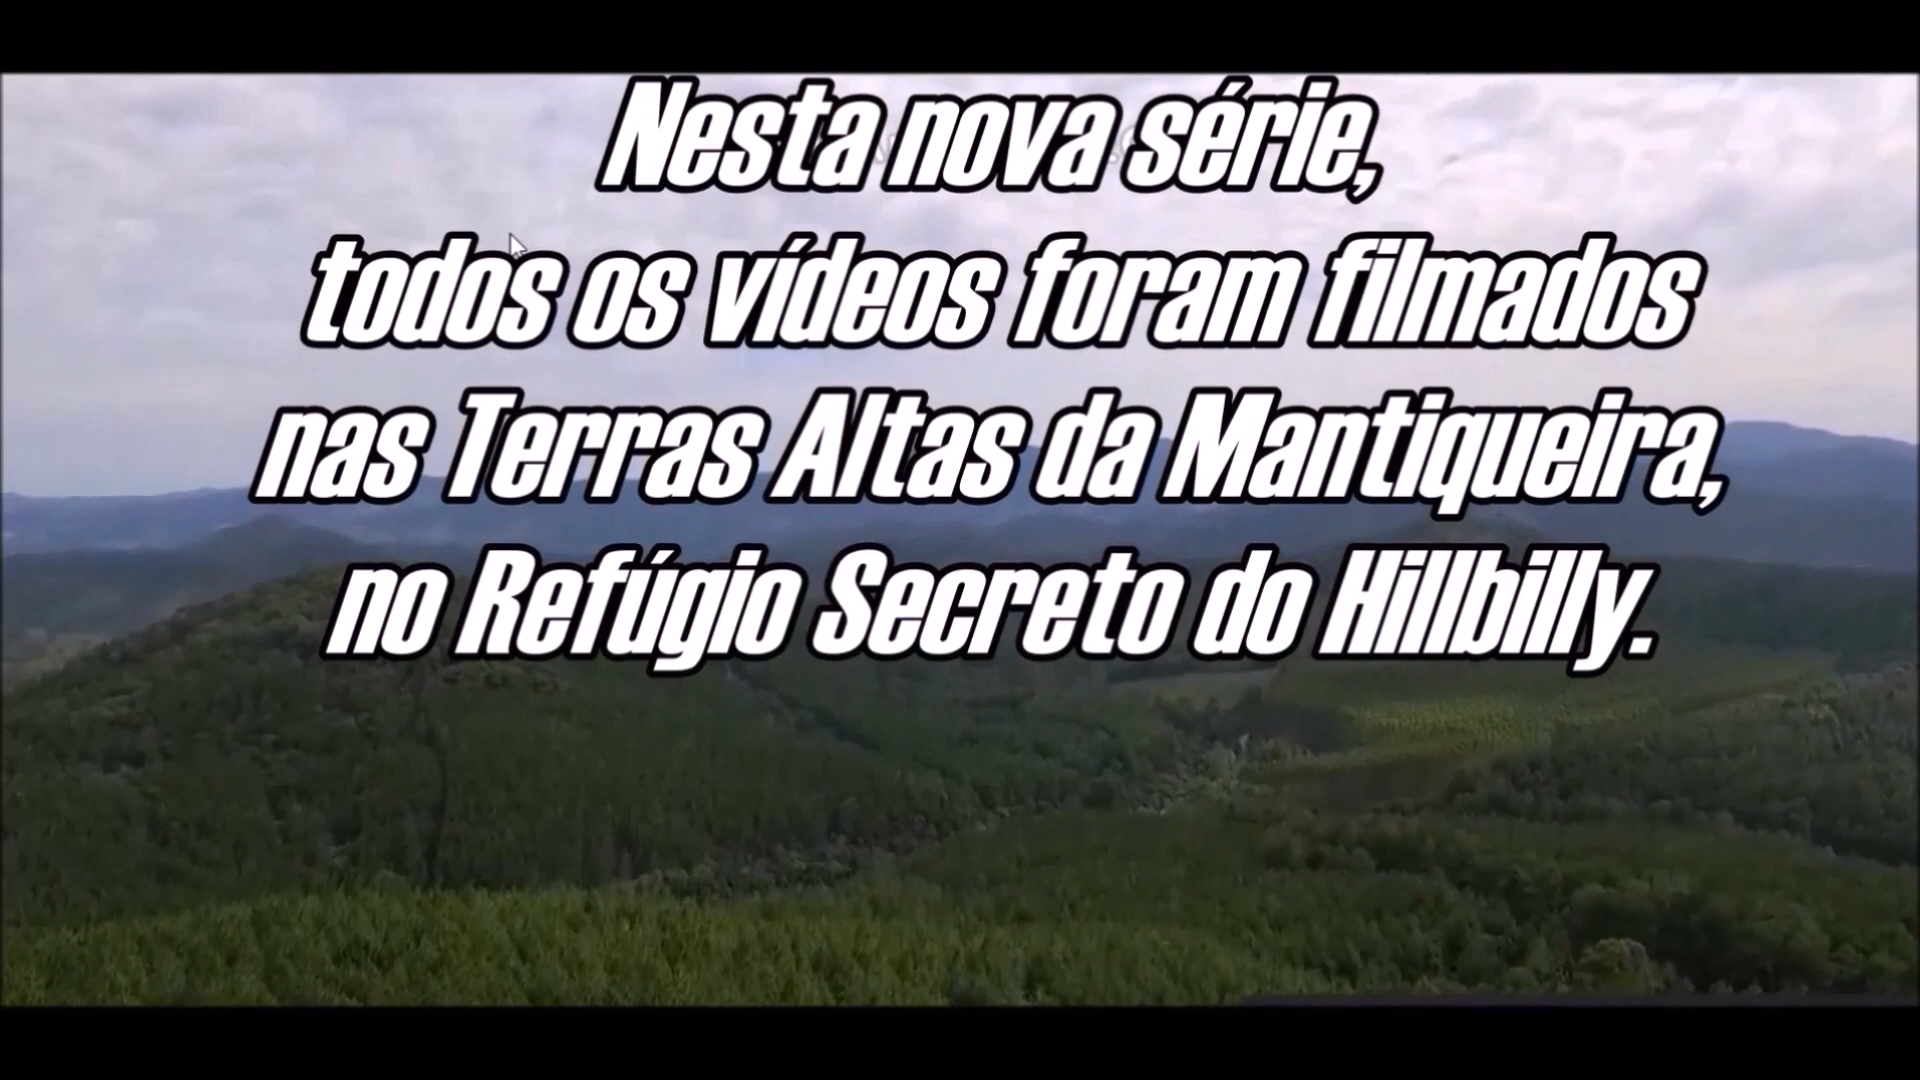 Nesta nova série,
todos os vídeos foram filmados
nas Terras Altas da Mantiqueira,
no Refúgio Secreto do Hillbilly.